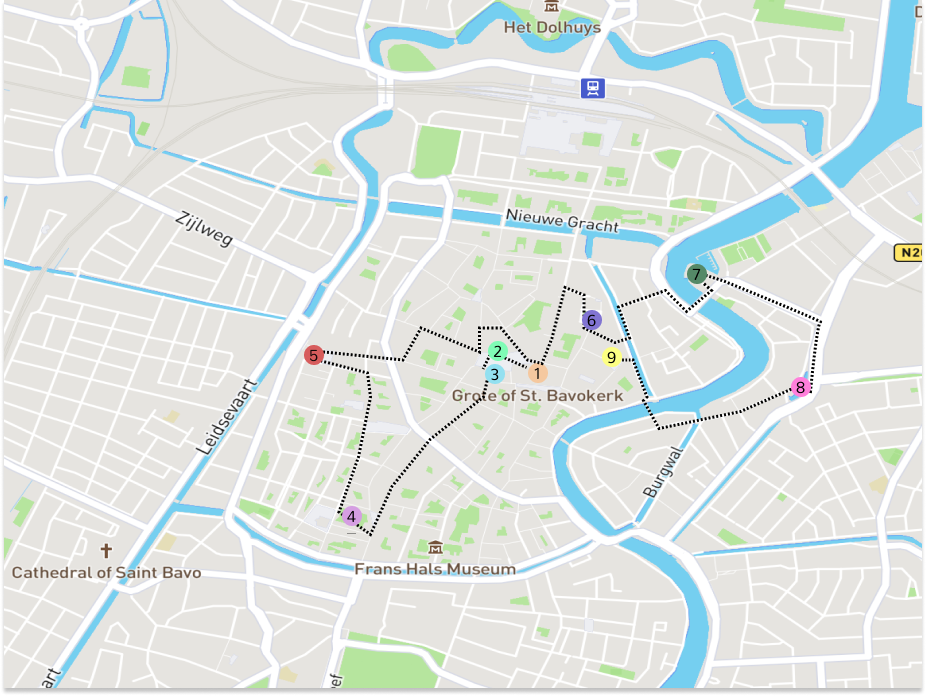 Het Dolhuys
D
Nieuwe Gracht
Zijlweg
N20
7
6
5
2
9
3
1
8
Grote of St. Bavokerk
Leidsevaart
Burgwal
4
Cathedral of Saint Bavo
Frans Hals Museum
art
ef